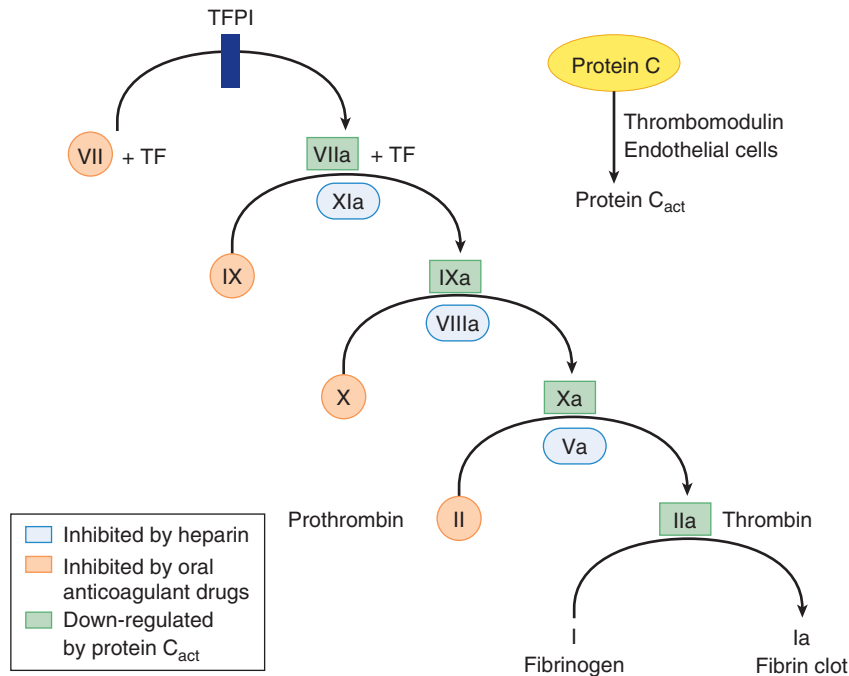 TFPI
Protein C
Thrombomodulin
Endothelial cells
Protein Cact
VII + TF
VIIa + TF
XIa
IX
IXa
VIIIa
X
Xa
Va
Prothrombin II
IIa Thrombin
I
Fibrinogen
Ia
Fibrin clot
Inhibited by heparin
Inhibited by oral
anticoagulant drugs
Down-regulated
by protein Cact